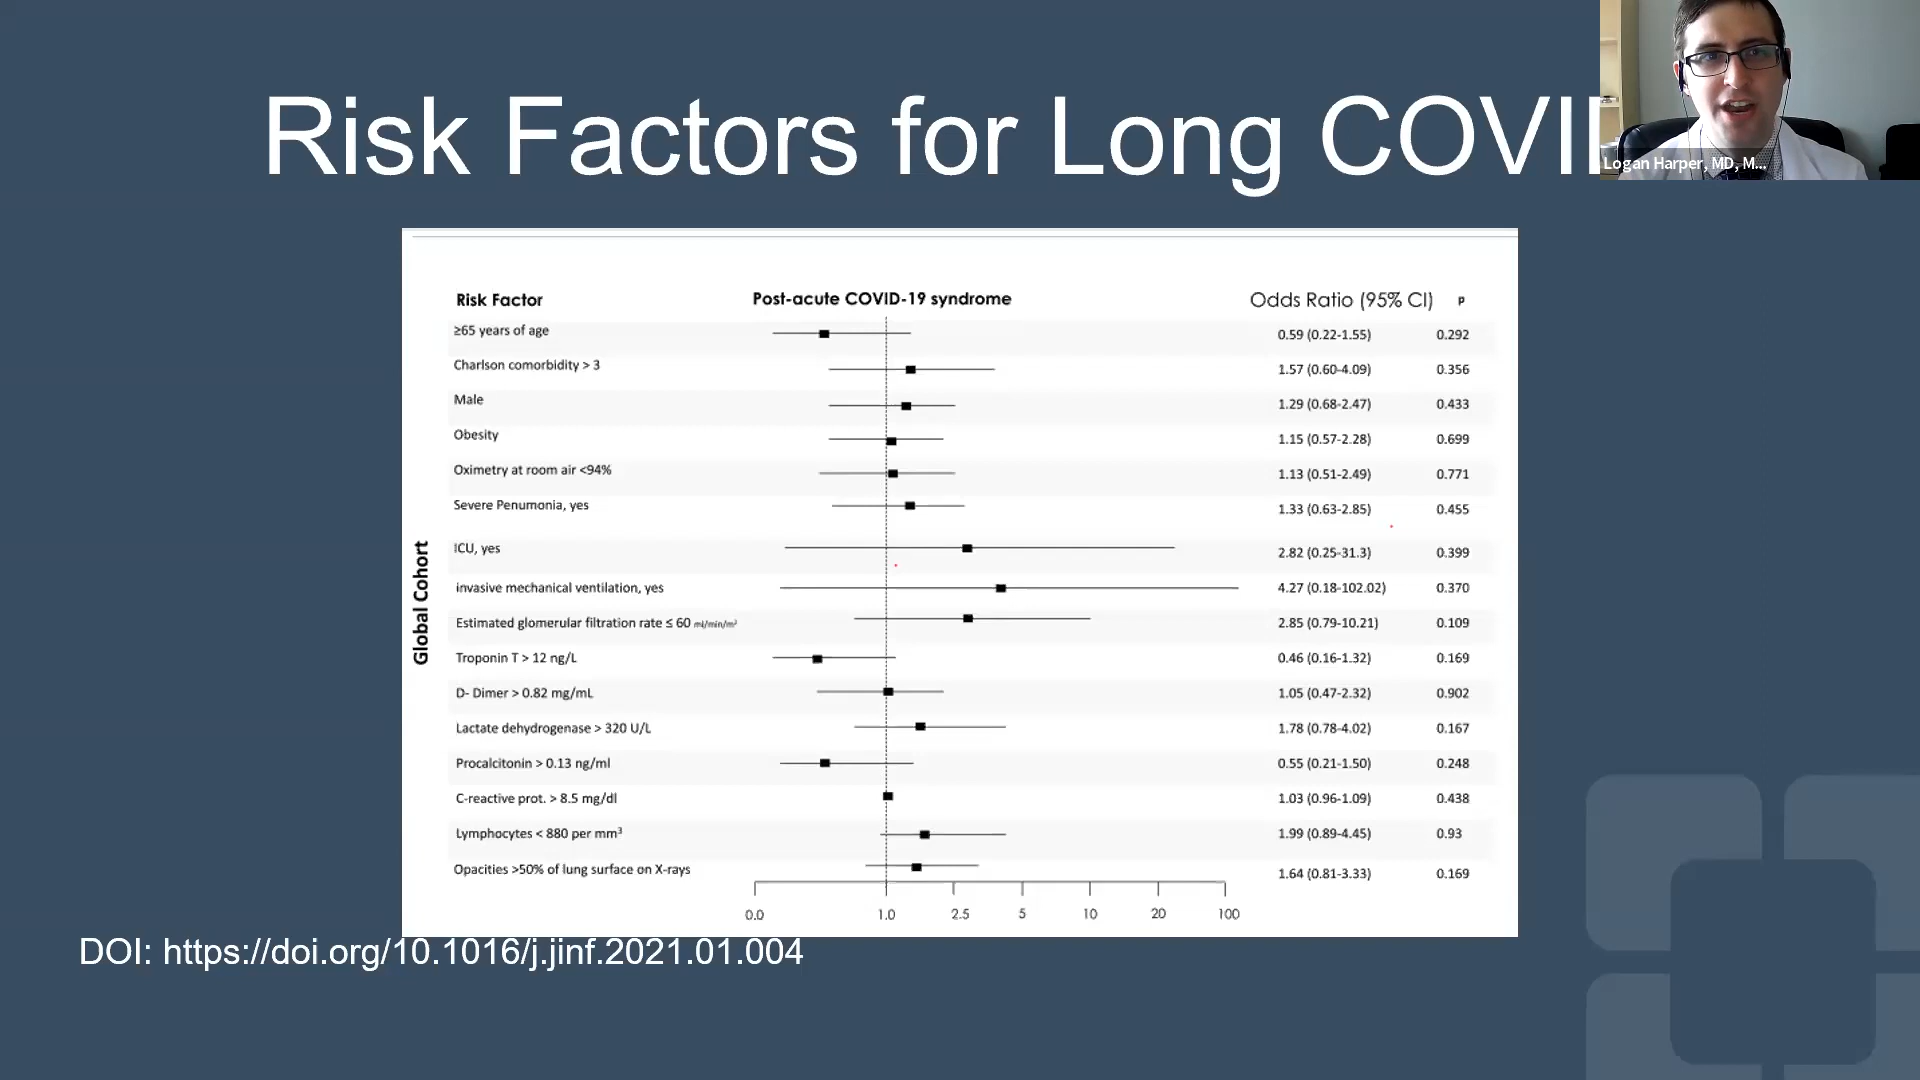 Risk Factors for Long COVI
Logan Harper, MD, M...
Risk Factor Post-acute COVID-19 syndrome Odds Ratio (95% CI) p
≥65 years of age 0.59 (0.22-1.55) 0.292
Charlson comorbidity > 3 1.57 (0.60-4.09) 0.356
Male 1.29 (0.68-2.47) 0.433
Obesity 1.15 (0.57-2.28) 0.699
Oximetry at room air <94% 1.13 (0.51-2.49) 0.771
Severe Penumonia, yes 1.33 (0.63-2.85) 0.455
ICU, yes 2.82 (0.25-31.3) 0.399
invasive mechanical ventilation, yes 4.27 (0.18-102.02) 0.370
Estimated glomerular filtration rate ≤ 60 ml/min/m² 2.85 (0.79-10.21) 0.109
Troponin T > 12 ng/L 0.46 (0.16-1.32) 0.169
D- Dimer > 0.82 mg/mL 1.05 (0.47-2.32) 0.902
Lactate dehydrogenase > 320 U/L 1.78 (0.78-4.02) 0.167
Procalcitonin > 0.13 ng/ml 0.55 (0.21-1.50) 0.248
C-reactive prot. > 8.5 mg/dl 1.03 (0.96-1.09) 0.438
Lymphocytes < 880 per mm³ 1.99 (0.89-4.45) 0.93
Opacities >50% of lung surface on X-rays 1.64 (0.81-3.33) 0.169
Global Cohort
0.0 1.0 2.5 5 10 20 100
DOI: https://doi.org/10.1016/j.jinf.2021.01.004